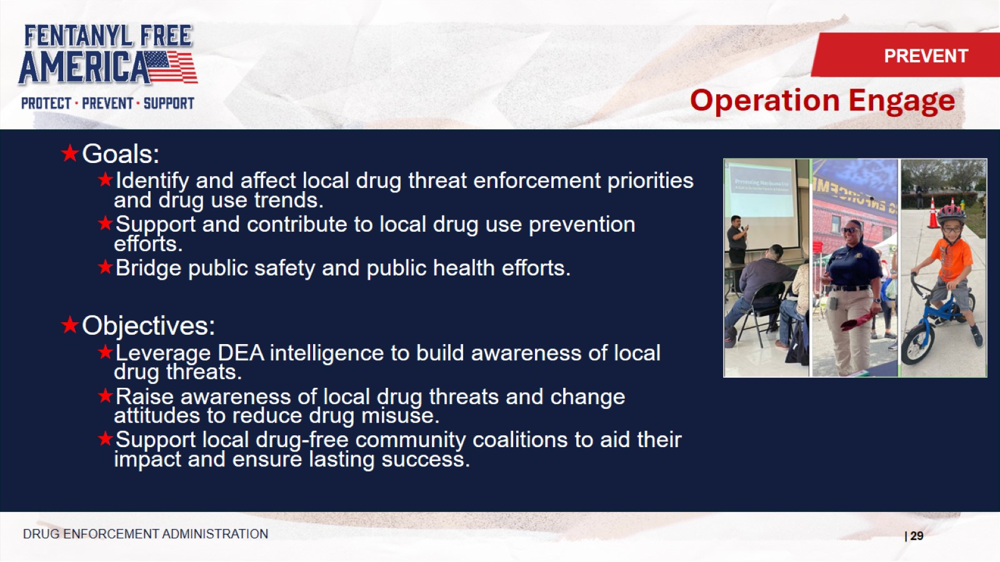 FENTANYL FREE
AMERICA
PROTECT · PREVENT · SUPPORT
PREVENT
Operation Engage
★Goals:
★Identify and affect local drug threat enforcement priorities
and drug use trends.
★Support and contribute to local drug use prevention
efforts.
★Bridge public safety and public health efforts.
★Objectives:
★Leverage DEA intelligence to build awareness of local
drug threats.
★Raise awareness of local drug threats and change
attitudes to reduce drug misuse.
★Support local drug-free community coalitions to aid their
impact and ensure lasting success.
Preventing Marijuana Use
DRUG ENFORCEMENT ADMINISTRATION
| 29